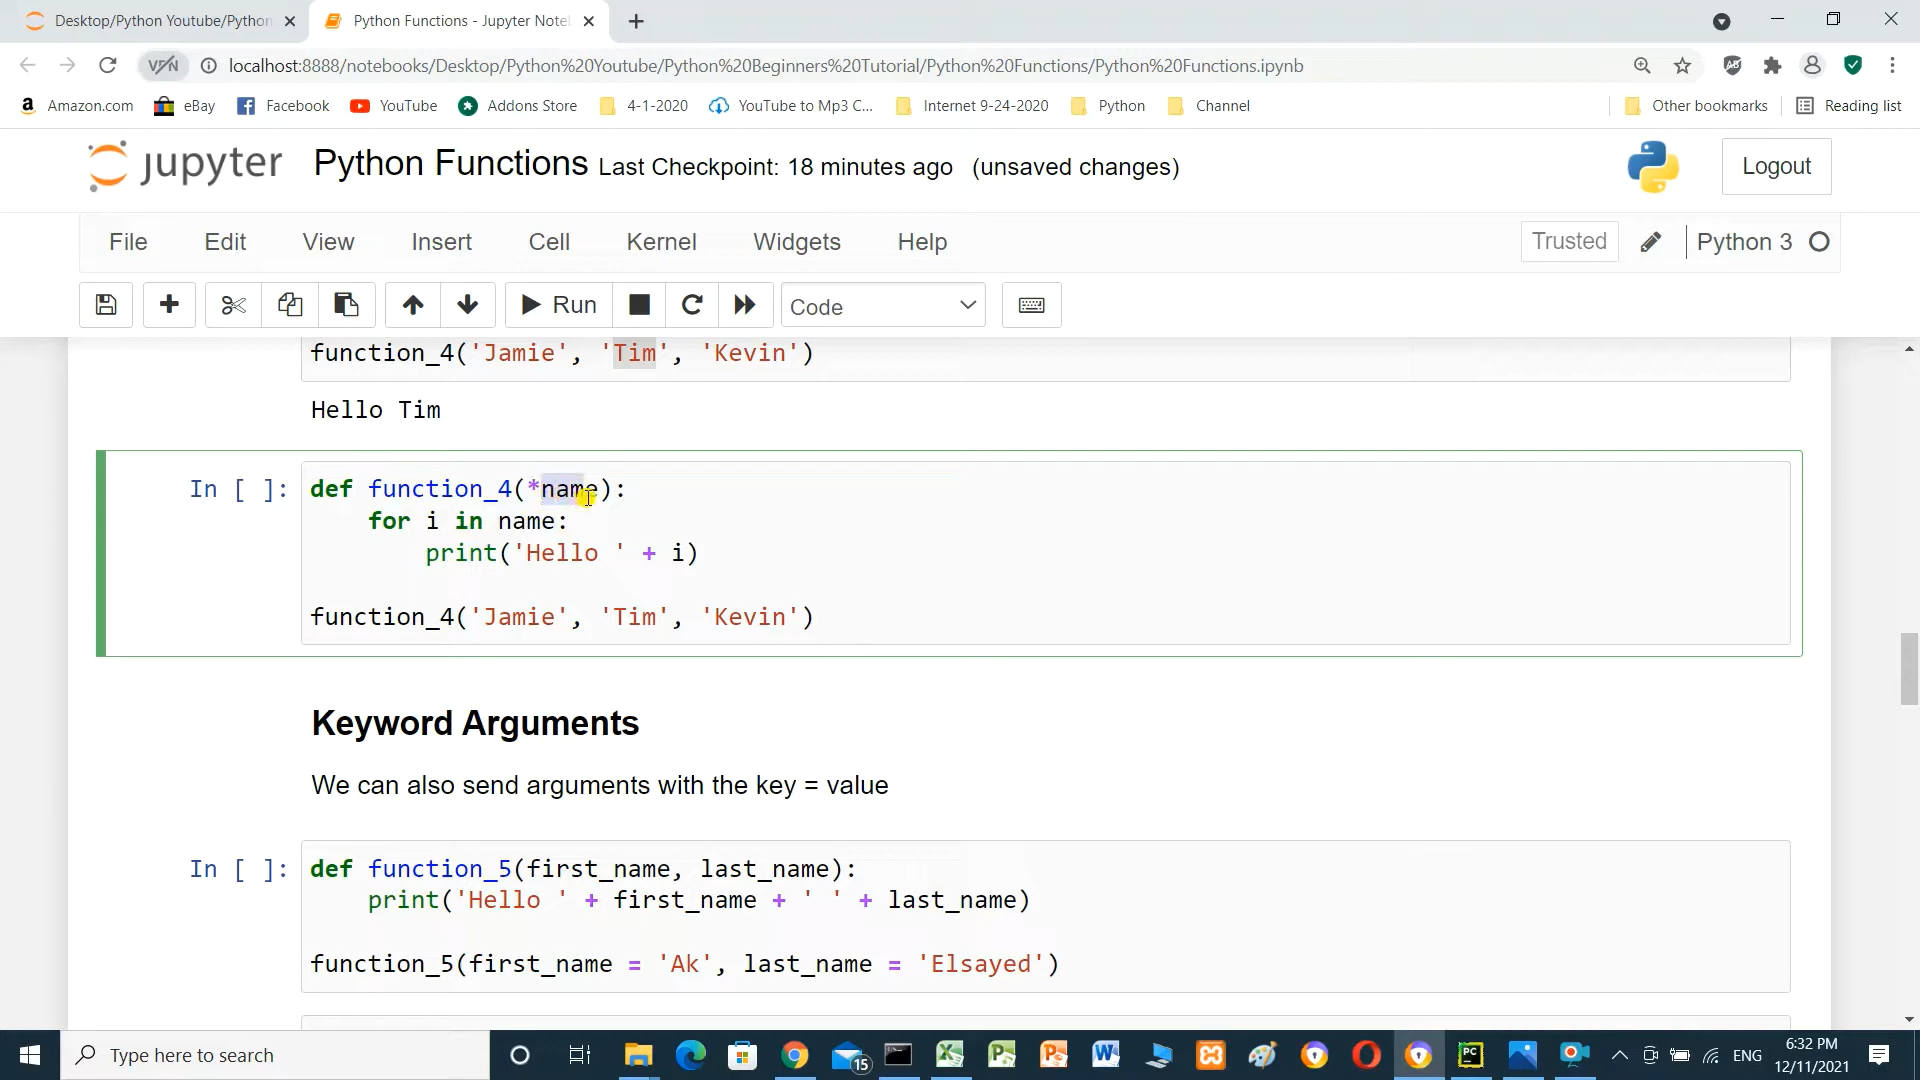 Desktop/Python Youtube/Python
Python Functions - Jupyter Note
VPN
localhost:8888/notebooks/Desktop/Python%20Youtube/Python%20Beginners%20Tutorial/Python%20Functions/Python%20Functions.ipynb
Amazon.com eBay Facebook YouTube Addons Store 4-1-2020 YouTube to Mp3 C... Internet 9-24-2020 Python Channel Other bookmarks Reading list
jupyter Python Functions Last Checkpoint: 18 minutes ago (unsaved changes) Logout
File Edit View Insert Cell Kernel Widgets Help Trusted Python 3
Run Code
function_4('Jamie', 'Tim', 'Kevin')
Hello Tim
In [ ]: def function_4(*name):
for i in name:
print('Hello ' + i)
function_4('Jamie', 'Tim', 'Kevin')
Keyword Arguments
We can also send arguments with the key = value
In [ ]: def function_5(first_name, last_name):
print('Hello ' + first_name + ' ' + last_name)
function_5(first_name = 'Ak', last_name = 'Elsayed')
Type here to search
15
PC
ENG
6:32 PM
12/11/2021